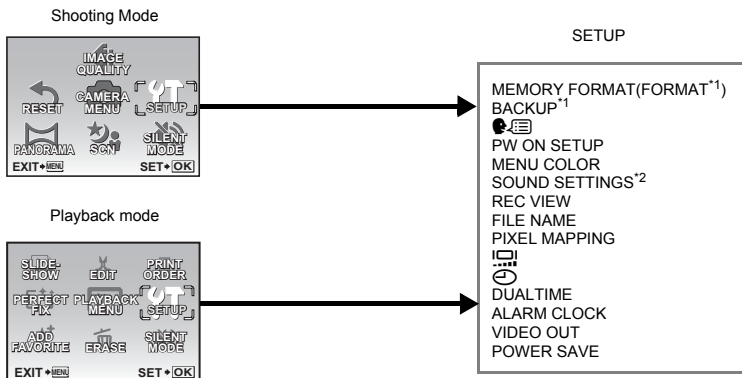 Shooting Mode
IMAGE QUALITY
RESET
CAMERA MENU
SETUP
PANORAMA
SCN
SILENT MODE
EXIT MENU
SET OK
Playback mode
SLIDE-SHOW
EDIT
PRINT ORDER
PERFECT FIX
PLAYBACK MENU
SETUP
ADD FAVORITE
ERASE
SILENT MODE
EXIT MENU
SET OK
SETUP
MEMORY FORMAT(FORMAT*1)
BACKUP*1
PW ON SETUP
MENU COLOR
SOUND SETTINGS*2
REC VIEW
FILE NAME
PIXEL MAPPING
DUALTIME
ALARM CLOCK
VIDEO OUT
POWER SAVE